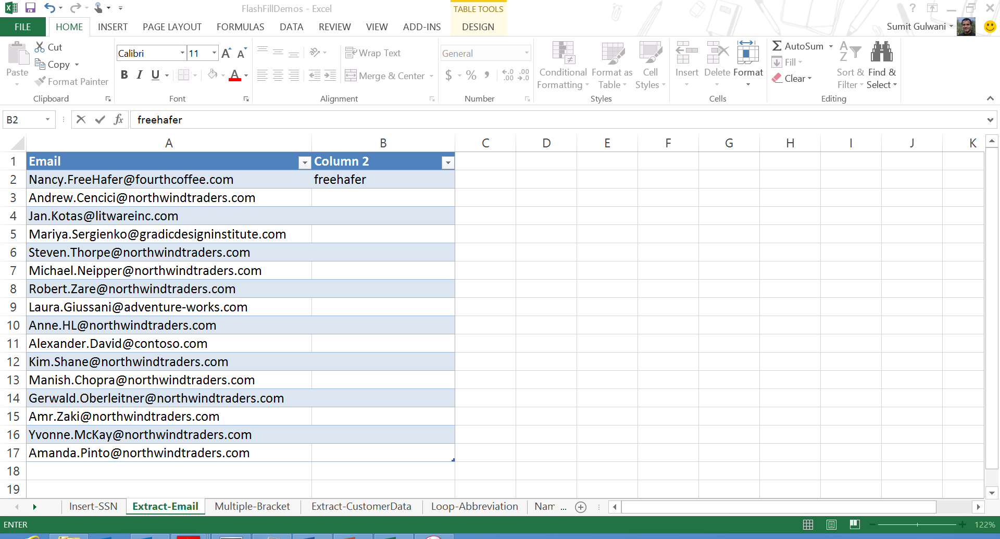 FlashFillDemos - Excel
TABLE TOOLS
?
FILE HOME INSERT PAGE LAYOUT FORMULAS DATA REVIEW VIEW ADD-INS DESIGN
Sumit Gulwani
Paste
Cut
Copy
Format Painter
Clipboard
Calibri 11
B I U A
Font
Wrap Text
Merge & Center
Alignment
General
$ % ,
Number
Conditional Formatting
Format as Table
Cell Styles
Styles
Insert Delete Format
Cells
AutoSum
Fill
Clear
Sort & Filter
Find & Select
Editing
B2 fx freehafer
A B C D E F G H I J K
1 Email Column 2
2 Nancy.FreeHafer@fourthcoffee.com freehafer
3 Andrew.Cencici@northwindtraders.com
4 Jan.Kotas@litwareinc.com
5 Mariya.Sergienko@gradicdesigninstitute.com
6 Steven.Thorpe@northwindtraders.com
7 Michael.Neipper@northwindtraders.com
8 Robert.Zare@northwindtraders.com
9 Laura.Giussani@adventure-works.com
10 Anne.HL@northwindtraders.com
11 Alexander.David@contoso.com
12 Kim.Shane@northwindtraders.com
13 Manish.Chopra@northwindtraders.com
14 Gerwald.Oberleitner@northwindtraders.com
15 Amr.Zaki@northwindtraders.com
16 Yvonne.McKay@northwindtraders.com
17 Amanda.Pinto@northwindtraders.com
18
19
Insert-SSN Extract-Email Multiple-Bracket Extract-CustomerData Loop-Abbreviation Nam ...
ENTER 122%